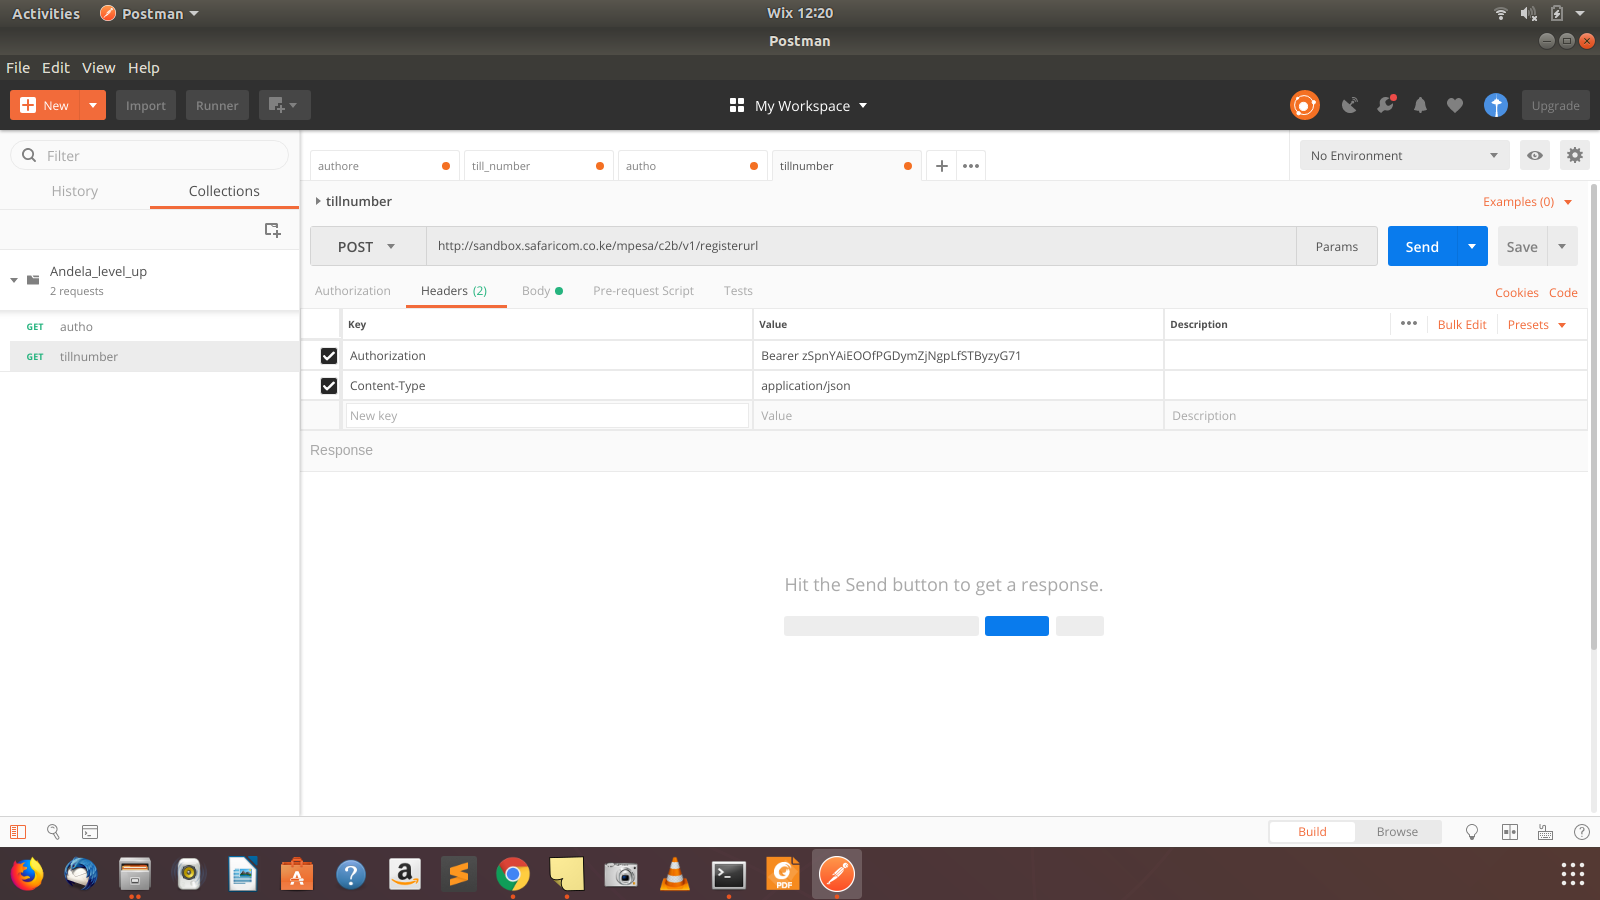 Activities Postman Wix 12:20
Postman
File Edit View Help
New Import Runner My Workspace Upgrade
Filter
History Collections
Andela_level_up
2 requests
GET autho
GET tillnumber
authore till_number autho tillnumber
No Environment
tillnumber Examples (0)
POST http://sandbox.safaricom.co.ke/mpesa/c2b/v1/registerurl Params Send Save
Authorization Headers (2) Body Pre-request Script Tests Cookies Code
Key Value Description Bulk Edit Presets
Authorization Bearer zSpnYAiEOOfPGDymZjNgpLfSTByzyG71
Content-Type application/json
New key Value Description
Response
Hit the Send button to get a response.
Build Browse
PDF